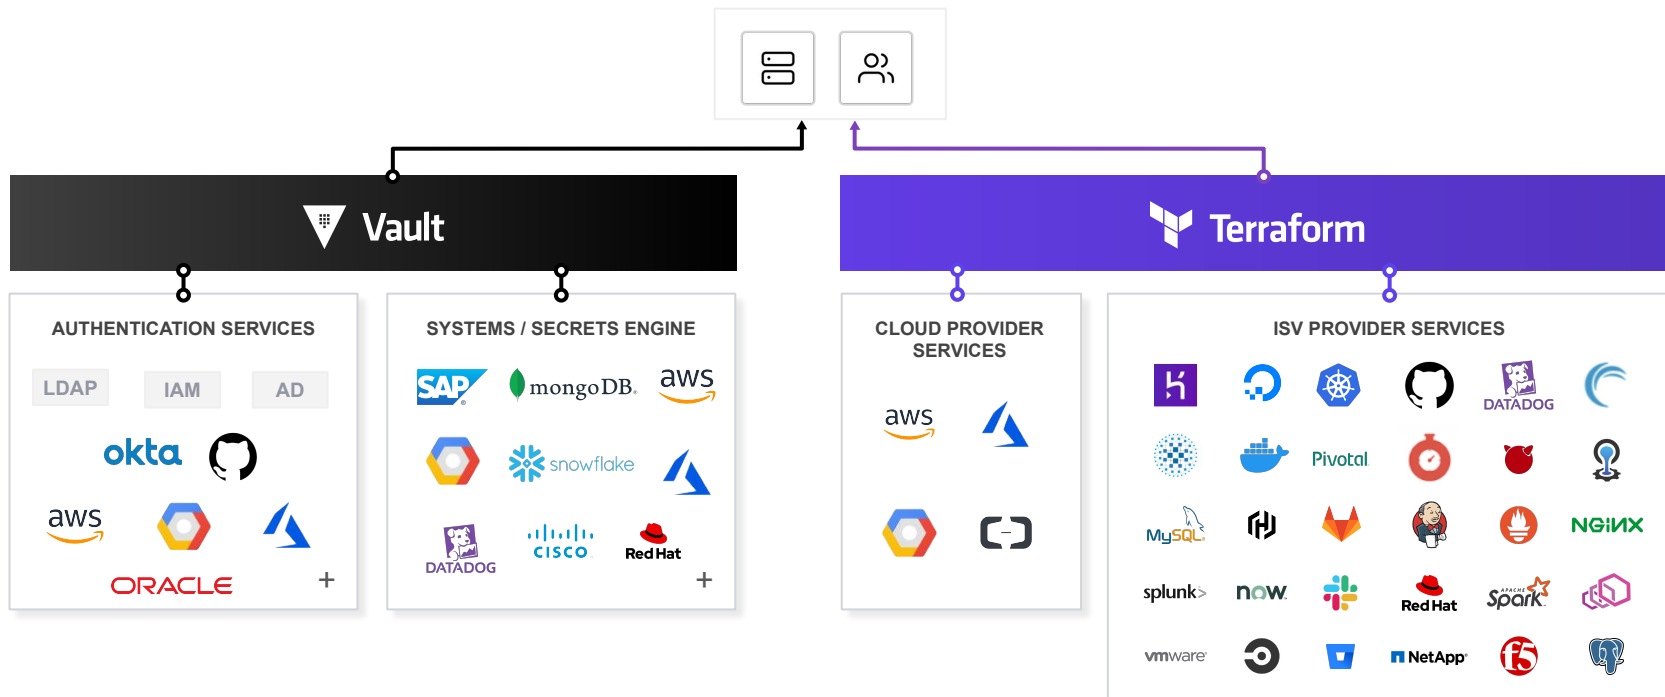 Vault
Terraform
AUTHENTICATION SERVICES
LDAP
IAM
AD
okta
aws
ORACLE
+
SYSTEMS / SECRETS ENGINE
SAP
mongoDB
aws
snowflake
DATADOG
CISCO
Red Hat
+
CLOUD PROVIDER
SERVICES
aws
ISV PROVIDER SERVICES
DATADOG
Pivotal
MySQL
NGINX
splunk>
now
Red Hat
APACHE
Spark
vmware
NetApp
f5